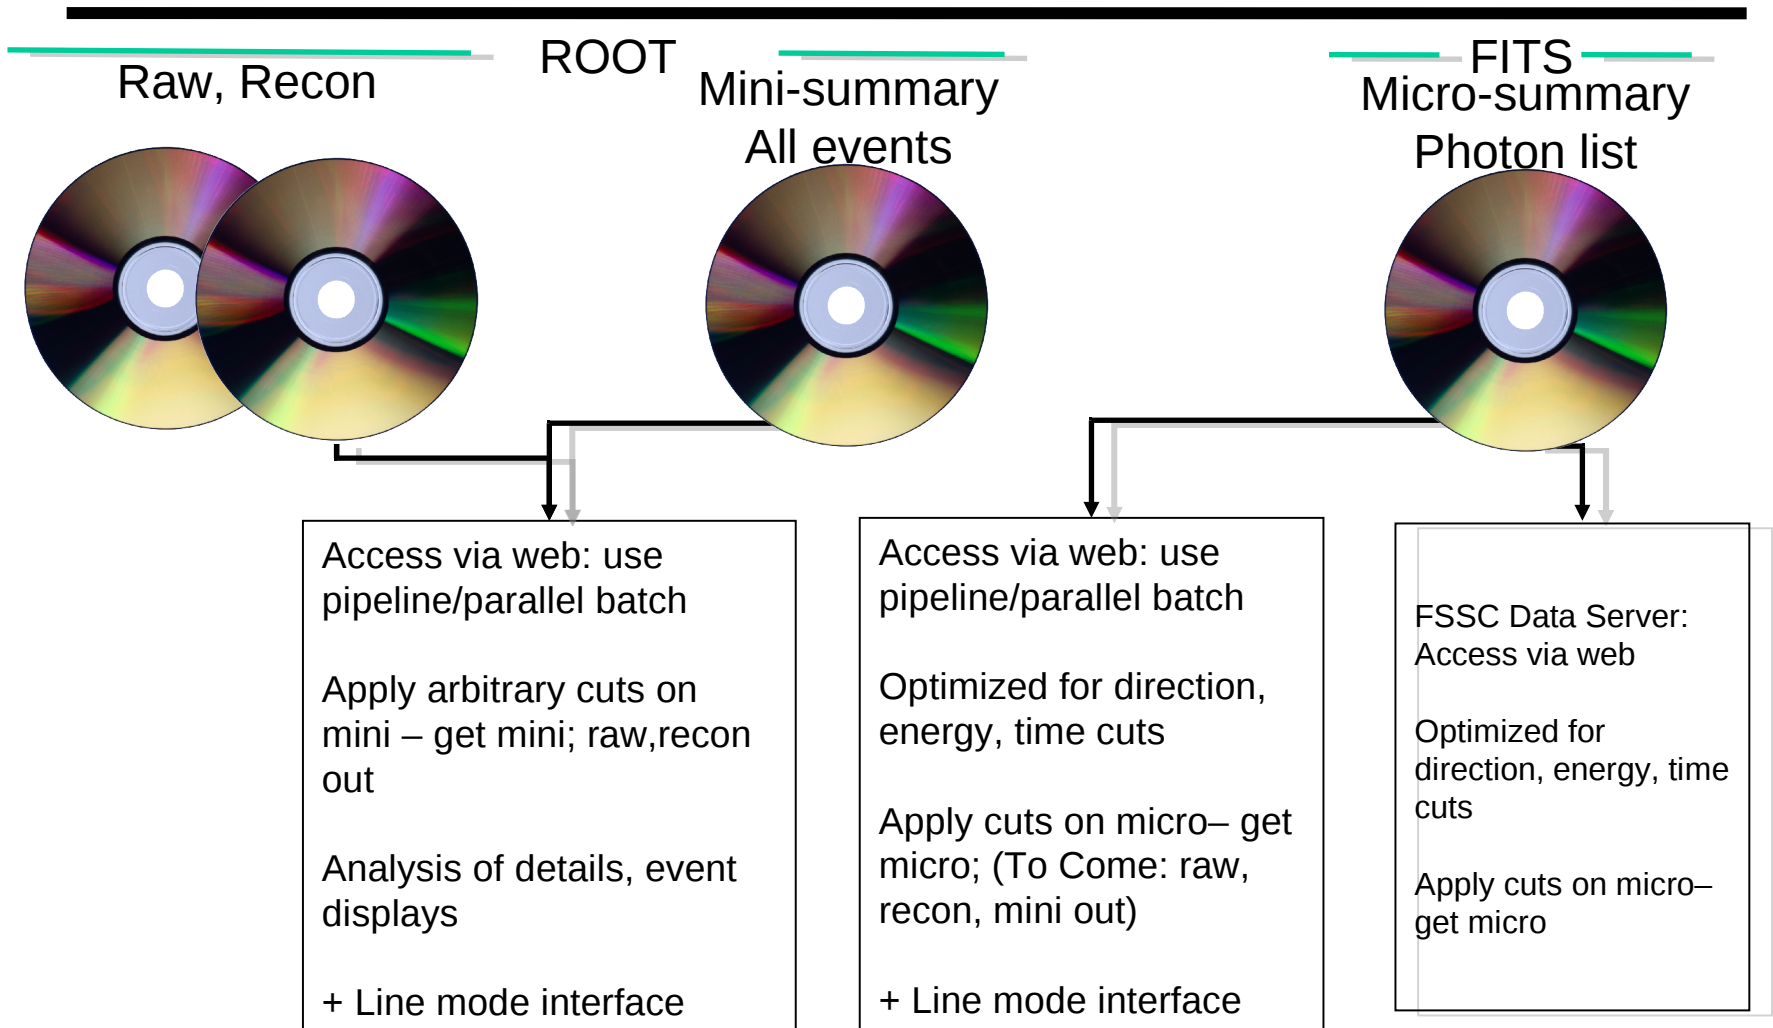 ROOT
FITS
Raw, Recon
Mini-summary
All events
Micro-summary
Photon list
Access via web: use
pipeline/parallel batch
Apply arbitrary cuts on
mini – get mini; raw,recon
out
Analysis of details, event
displays
+ Line mode interface
Access via web: use
pipeline/parallel batch
Optimized for direction,
energy, time cuts
Apply cuts on micro– get
micro; (To Come: raw,
recon, mini out)
+ Line mode interface
FSSC Data Server:
Access via web
Optimized for
direction, energy, time
cuts
Apply cuts on micro–
get micro